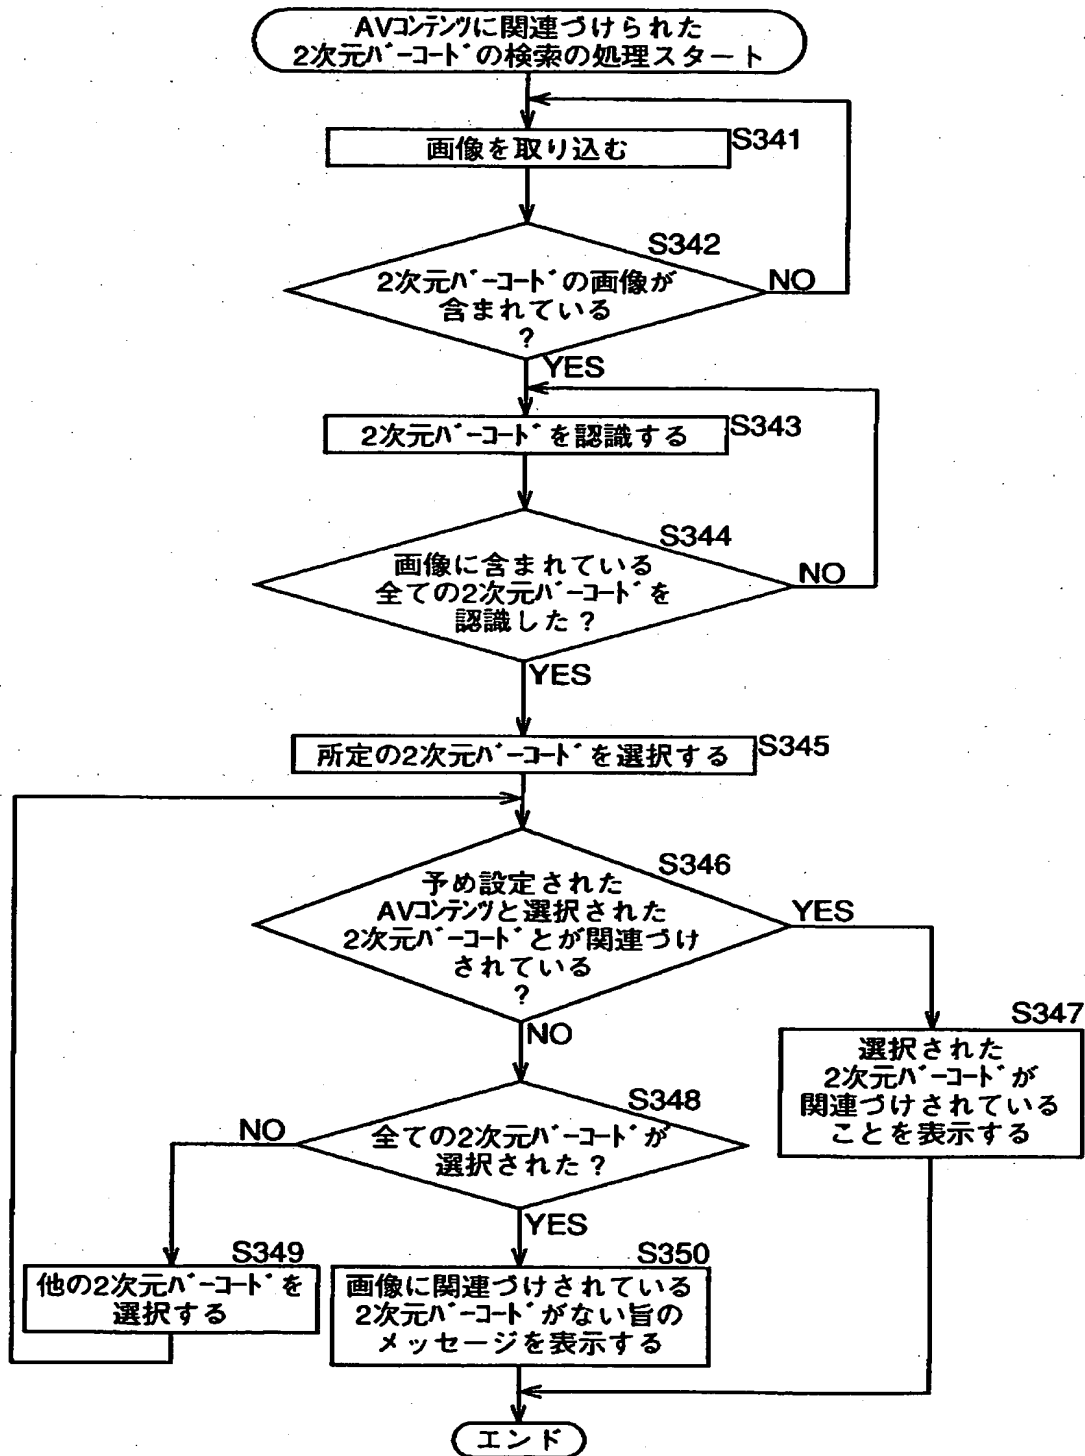 AVコンテンツに関連づけられた
2次元バーコードの検索の処理スタート
画像を取り込む
S341
S342
2次元バーコードの画像が
含まれている
?
NO
YES
2次元バーコードを認識する
S343
S344
画像に含まれている
全ての2次元バーコードを
認識した?
NO
YES
所定の2次元バーコードを選択する
S345
S346
予め設定された
AVコンテンツと選択された
2次元バーコードとが関連づけ
されている
?
YES
NO
S347
選択された
2次元バーコードが
関連づけされている
ことを表示する
S348
全ての2次元バーコードが
選択された?
NO
YES
S349
他の2次元バーコードを
選択する
S350
画像に関連づけされている
2次元バーコードがない旨の
メッセージを表示する
エンド